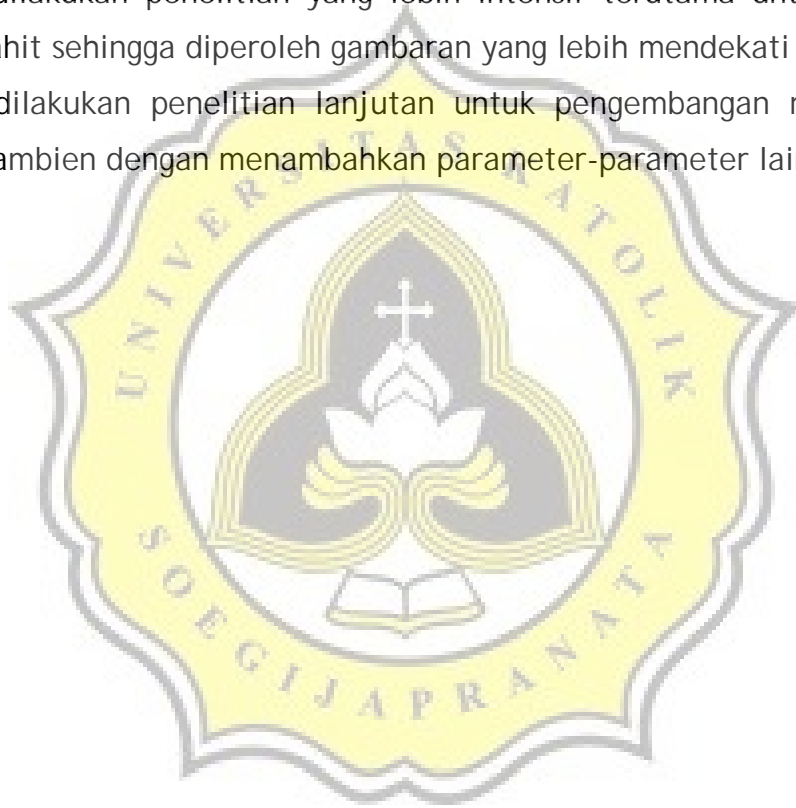 dilakukan penelitian yang lebih intensif terutama
hit sehingga diperoleh gambaran yang lebih mendekati
dilakukan penelitian lanjutan untuk pengembangan
ambien dengan menambahkan parameter-parameter lai
UNIVERSITAS KATOLIK
SOEGIJAPRANATA